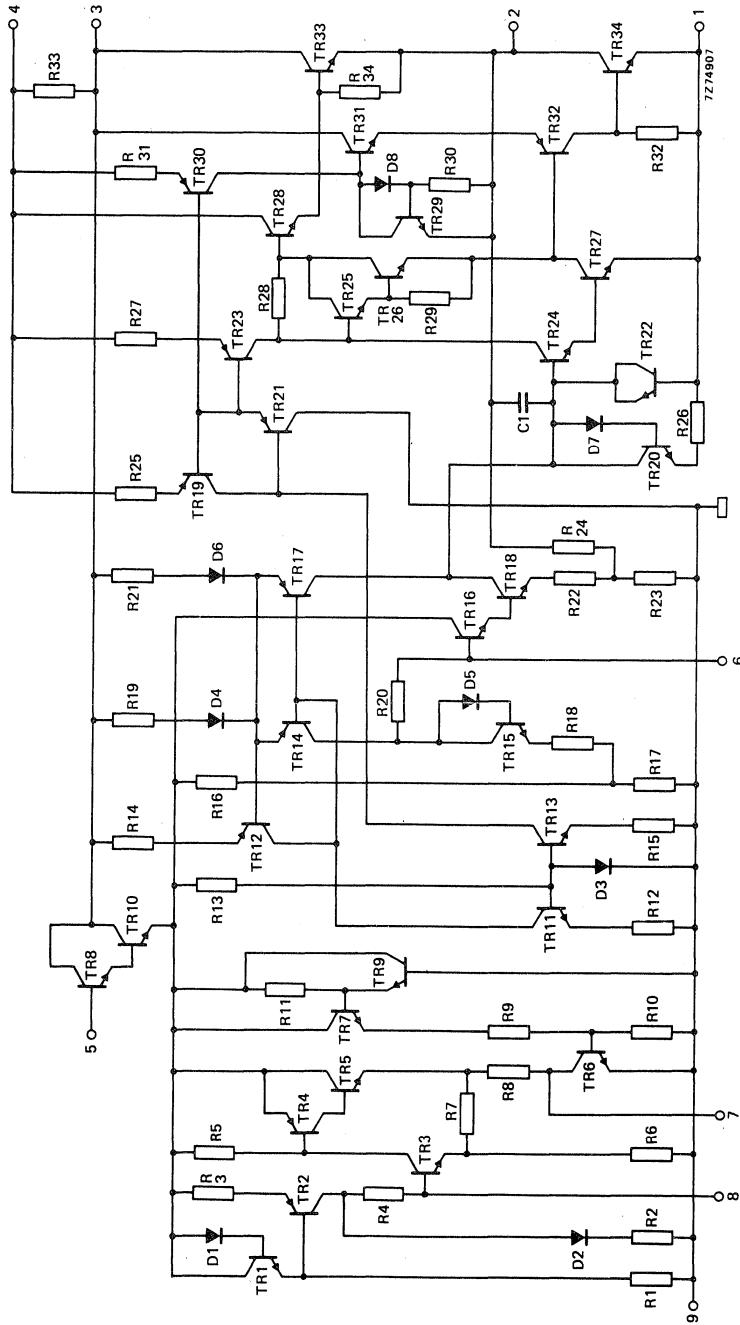 4
R33
3
R25
R27
R
31
TR30
TR19
TR23
TR28
TR21
R28
TR25
TR
26
R29
TR31
D8
TR29
R30
TR33
R
34
2
5
TR8
TR10
R14
R19
R21
D4
D6
TR12
TR14
TR17
R13
R16
R20
D5
TR15
R18
TR16
TR18
R
24
R22
R23
C1
TR24
TR27
TR32
D7
TR20
TR22
R26
R32
TR34
1
D1
TR1
R
3
TR2
R5
TR4
TR5
R11
TR7
TR9
R4
TR3
R7
R8
R9
TR6
D2
R1
R2
R6
R10
TR11
TR13
D3
R12
R15
R17
9
8
7
6
7Z74907